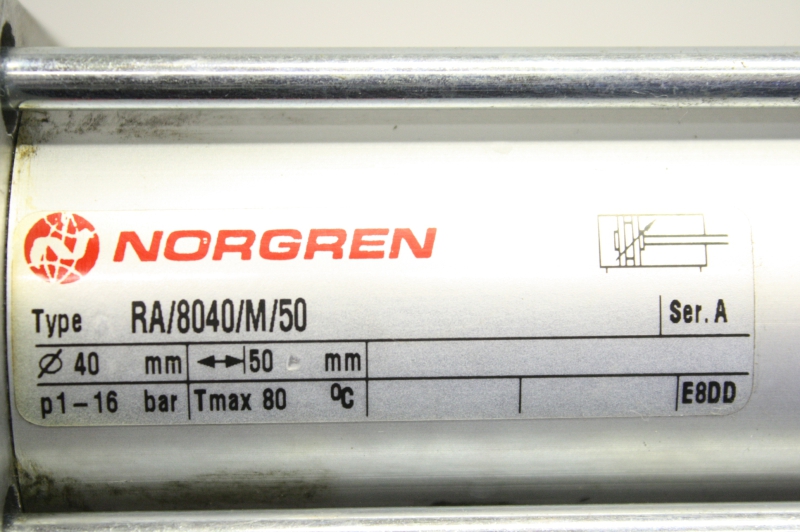 NORGREN
Type RA/8040/M/50 Ser. A
Ø 40 mm 50 mm
p1-16 bar Tmax 80 ºC E8DD